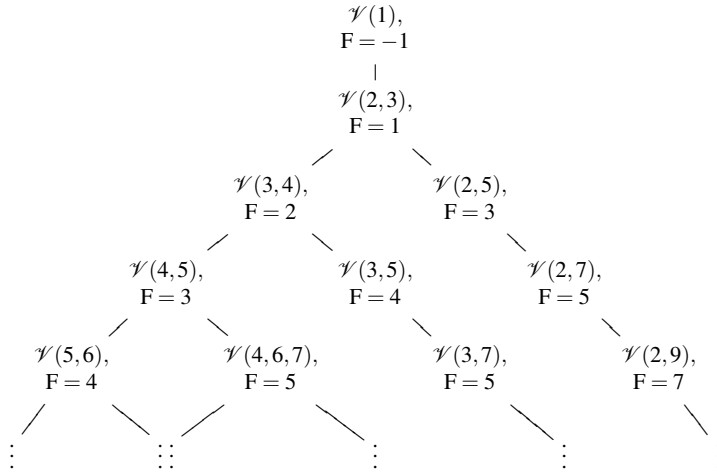 𝒱(1),
F = −1
𝒱(2,3),
F = 1
𝒱(3,4),
F = 2
𝒱(2,5),
F = 3
𝒱(4,5),
F = 3
𝒱(3,5),
F = 4
𝒱(2,7),
F = 5
𝒱(5,6),
F = 4
𝒱(4,6,7),
F = 5
𝒱(3,7),
F = 5
𝒱(2,9),
F = 7
⋮ ⋮ ⋮ ⋮ ⋮